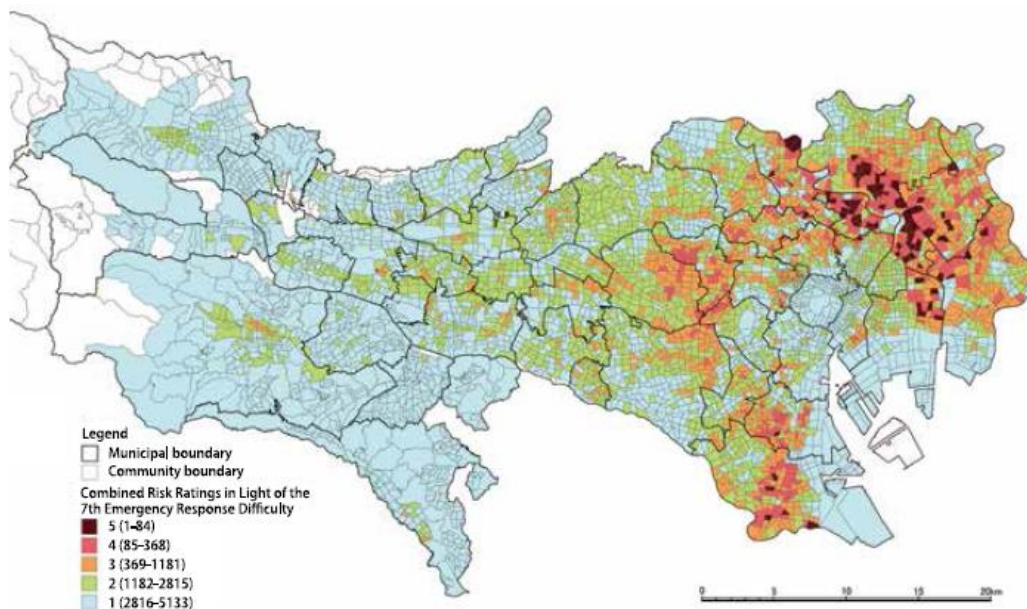 Legend
Municipal boundary
Community boundary
Combined Risk Ratings in Light of the
7th Emergency Response Difficulty
5 (1–84)
4 (85–368)
3 (369–1181)
2 (1182–2815)
1 (2816–5133)
0 5 10 15 20km